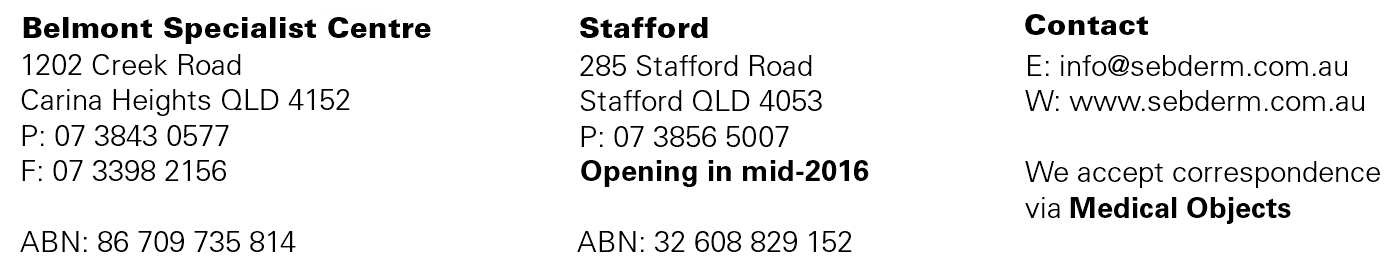 Belmont Specialist Centre
1202 Creek Road
Carina Heights QLD 4152
P: 07 3843 0577
F: 07 3398 2156
ABN: 86 709 735 814
Stafford
285 Stafford Road
Stafford QLD 4053
P: 07 3856 5007
Opening in mid-2016
ABN: 32 608 829 152
Contact
E: info@sebderm.com.au
W: www.sebderm.com.au
We accept correspondence
via Medical Objects